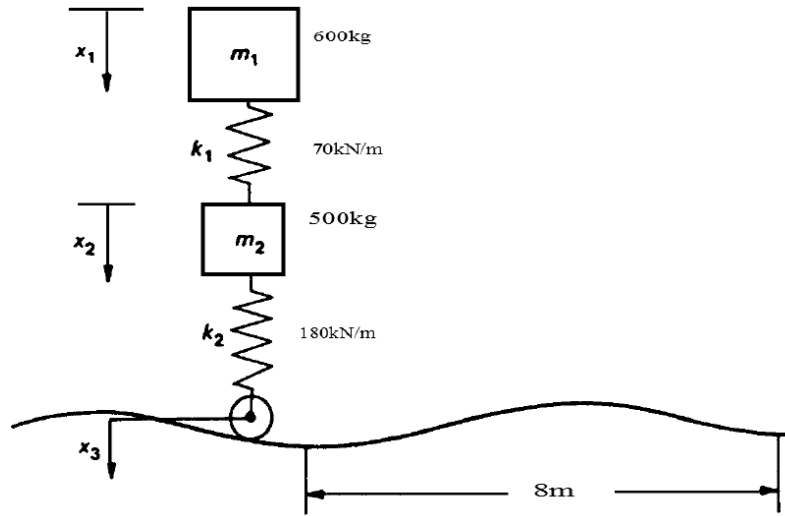 600kg
x₁
m₁
k₁
70kN/m
500kg
x₂
m₂
k₂
180kN/m
x₃
8m